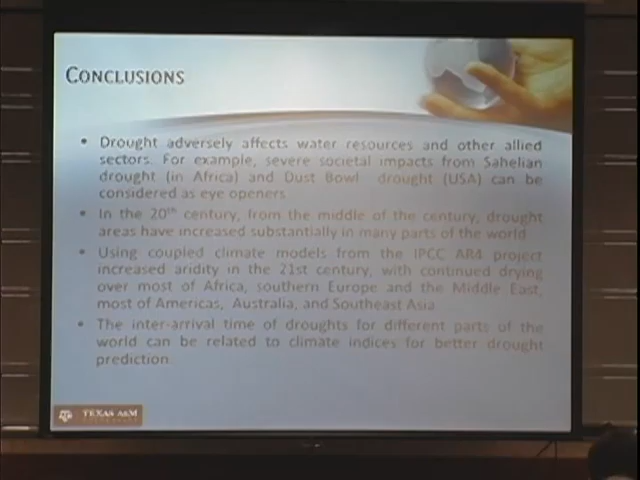 CONCLUSIONS
• Drought adversely affects water resources and other allied
sectors. For example, severe societal impacts from Sahelian
drought (in Africa) and Dust Bowl drought (USA) can be
considered as eye openers.
• In the 20th century, from the middle of the century, drought
areas have increased substantially in many parts of the world.
• Using coupled climate models from the IPCC AR4 project
increased aridity in the 21st century, with continued drying
over most of Africa, southern Europe and the Middle East,
most of Americas, Australia, and Southeast Asia.
• The inter-arrival time of droughts for different parts of the
world can be related to climate indices for better drought
prediction.
TEXAS A&M